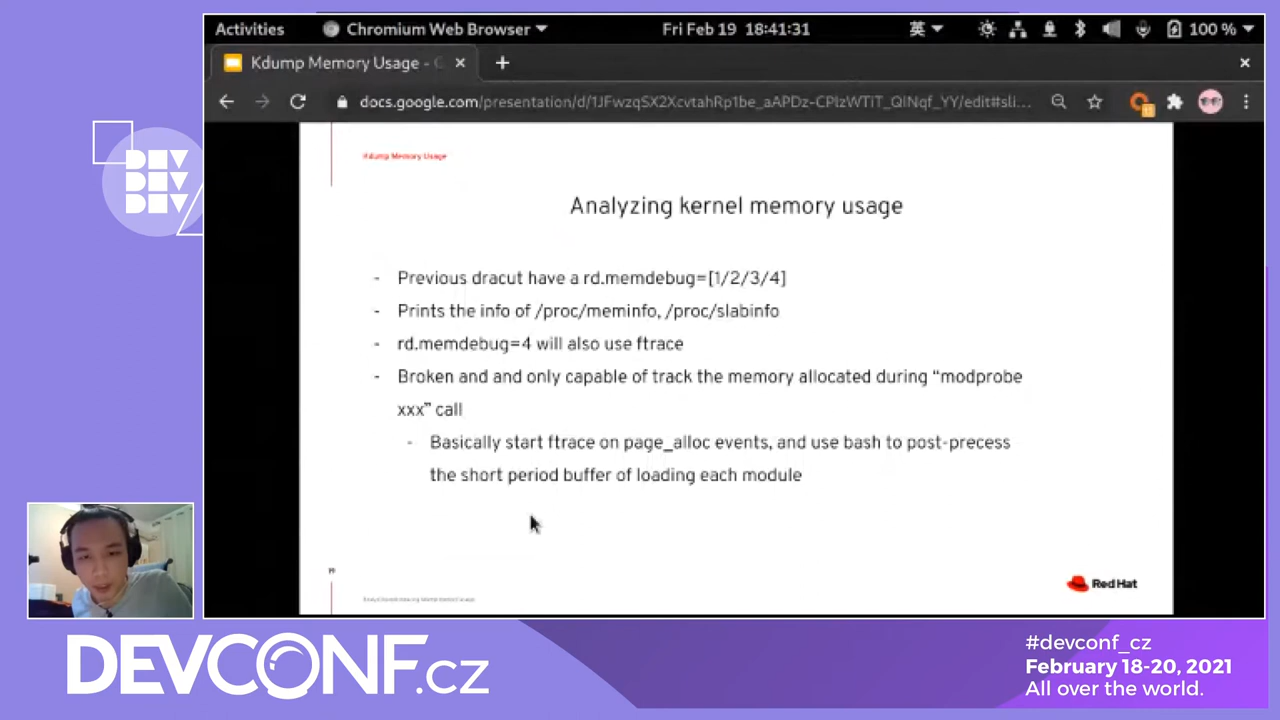 Activities
Chromium Web Browser
Fri Feb 19 18:41:31
英
100 %
Kdump Memory Usage - G
docs.google.com/presentation/d/1JFwzqSX2XcvtahRp1be_aAPDz-CPlzWTiT_QINqf_YY/edit#sli...
11
DEV
DEV
DEV
Kdump Memory Usage
Analyzing kernel memory usage
- Previous dracut have a rd.memdebug=[1/2/3/4]
- Prints the info of /proc/meminfo, /proc/slabinfo
- rd.memdebug=4 will also use ftrace
- Broken and and only capable of track the memory allocated during “modprobe
xxx” call
- Basically start ftrace on page_alloc events, and use bash to post-precess
the short period buffer of loading each module
19
Red Hat
DEVCONF.cz
#devconf_cz
February 18-20, 2021
All over the world.